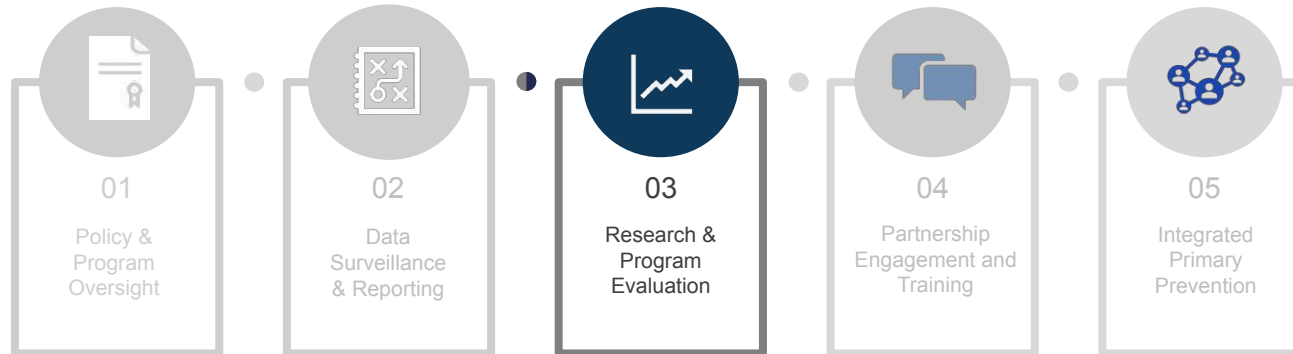 01
Policy &
Program
Oversight
02
Data
Surveillance
& Reporting
03
Research &
Program
Evaluation
04
Partnership
Engagement and
Training
05
Integrated
Primary
Prevention